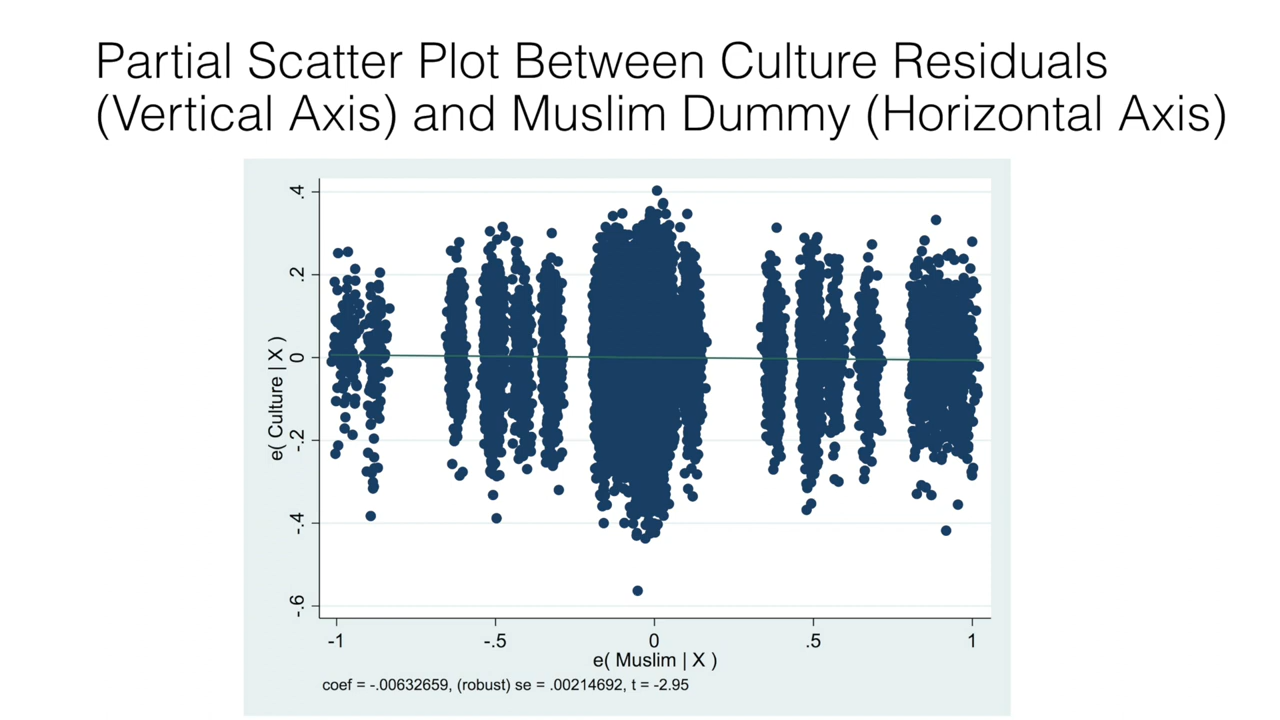 Partial Scatter Plot Between Culture Residuals
(Vertical Axis) and Muslim Dummy (Horizontal Axis)
.4
.2
0
-.2
-.4
-.6
e( Culture | X )
-1
-.5
0
.5
1
e( Muslim | X )
coef = -.00632659, (robust) se = .00214692, t = -2.95